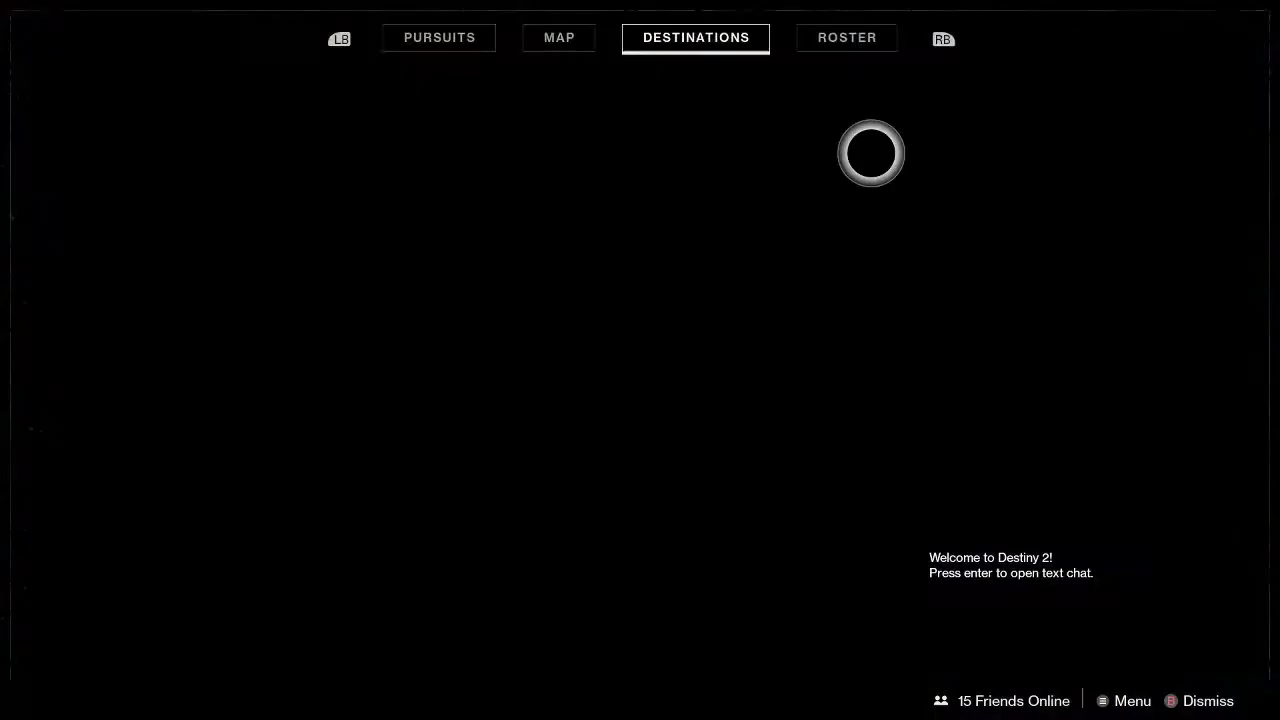 LB PURSUITS MAP DESTINATIONS ROSTER RB
Welcome to Destiny 2!
Press enter to open text chat.
15 Friends Online Menu B Dismiss